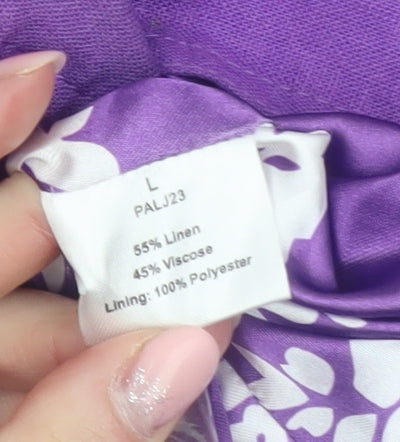 L
PALJ23
55% Linen
45% Viscose
Lining: 100% Polyester